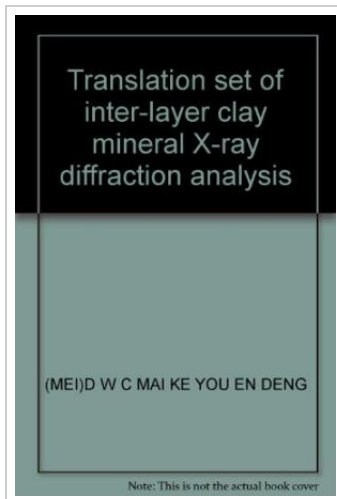 Translation set of
inter-layer clay
mineral X-ray
diffraction analysis
(MEI)D W C MAI KE YOU EN DENG
Note: This is not the actual book cover